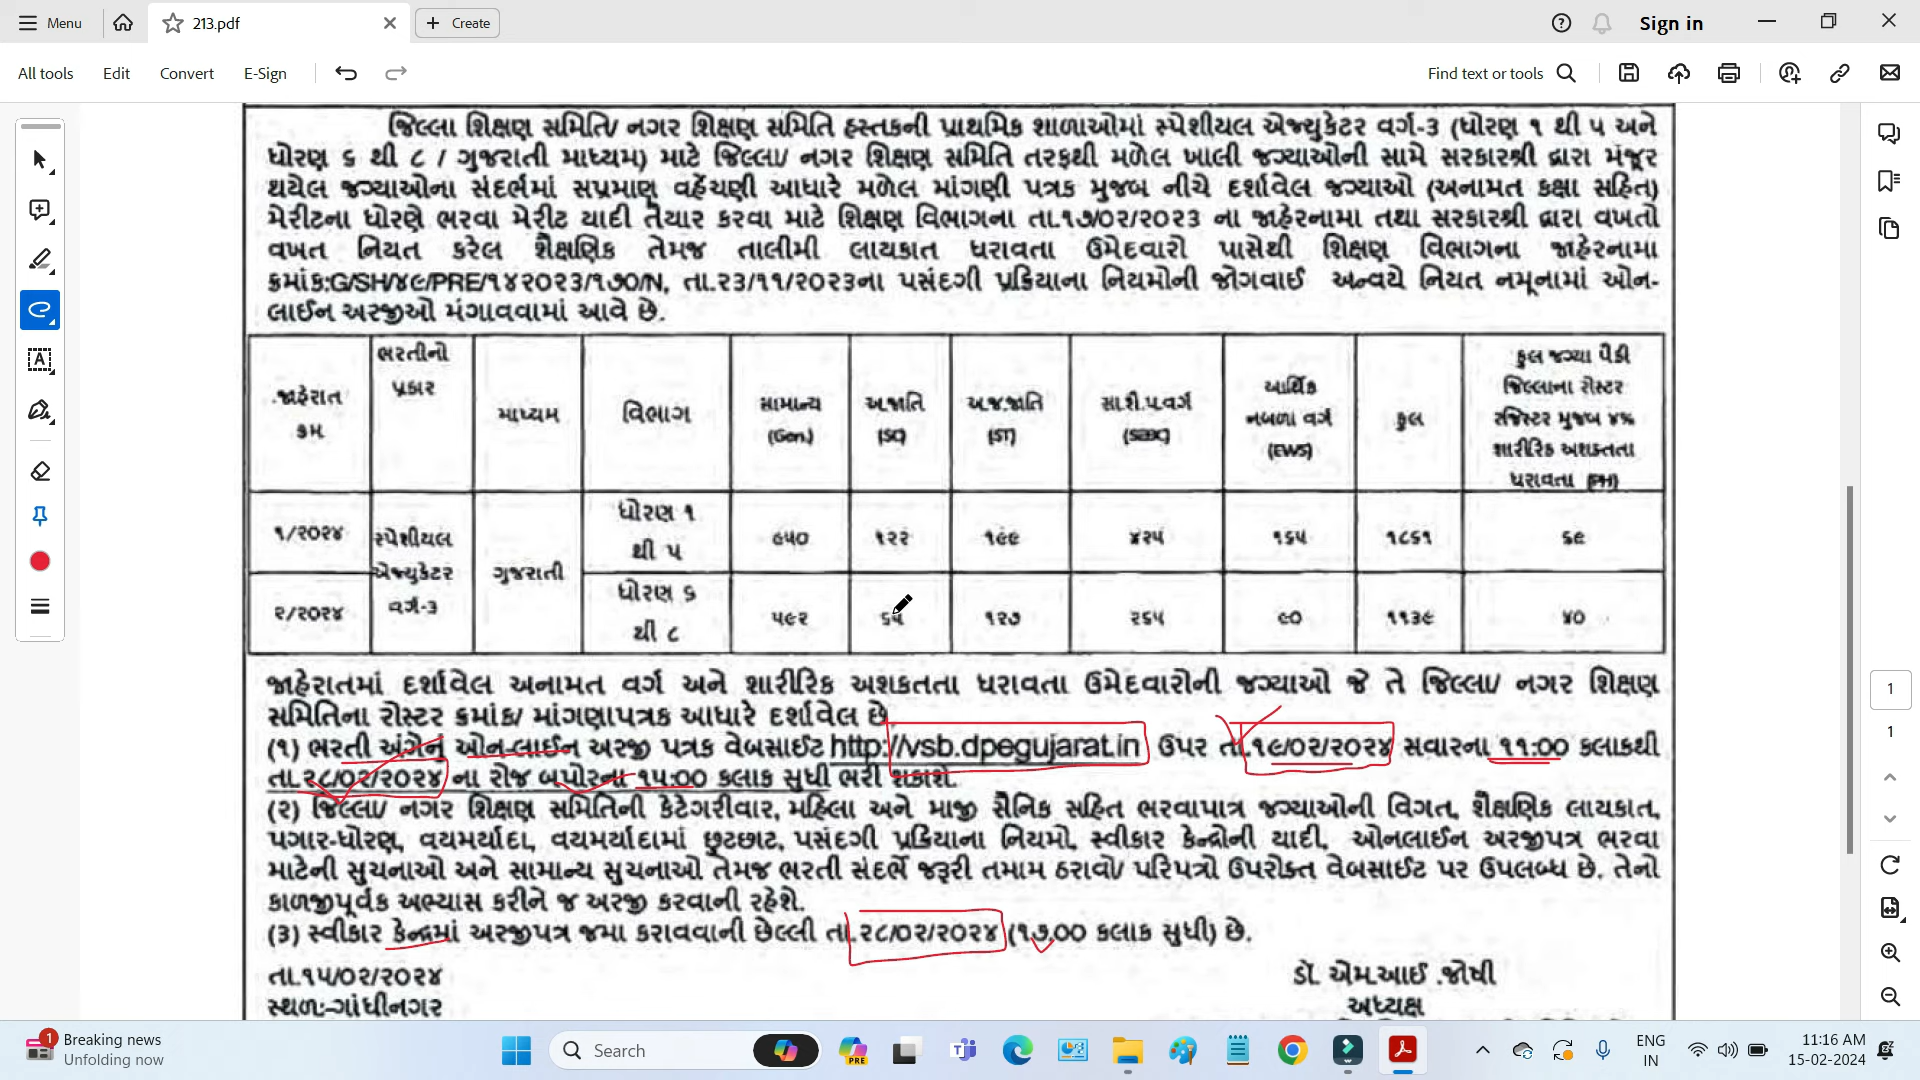 Menu
213.pdf
Create
Sign in
All tools
Edit
Convert
E-Sign
Find text or tools
જિલ્લા શિક્ષણ સમિતિ/ નગર શિક્ષણ સમિતિ હસ્તકની પ્રાથમિક શાળાઓમાં સ્પેશીયલ એજ્યુકેટર વર્ગ-૩ (ધોરણ ૧ થી ૫ અને
ધોરણ ૬ થી ૮ / ગુજરાતી માધ્યમ) માટે જિલ્લા/ નગર શિક્ષણ સમિતિ તરફથી મળેલ ખાલી જગ્યાઓની સામે સરકારશ્રી દ્વારા મંજૂર
થયેલ જગ્યાઓના સંદર્ભમાં સપ્રમાણ વહેંચણી આધારે મળેલ માંગણી પત્રક મુજબ નીચે દર્શાવેલ જગ્યાઓ (અનામત કક્ષા સહિત)
મેરીટના ધોરણે ભરવા મેરીટ યાદી તૈયાર કરવા માટે શિક્ષણ વિભાગના તા.૧૭/૦૨/૨૦૨૩ ના જાહેરનામા તથા સરકારશ્રી દ્વારા વખતો
વખત નિયત કરેલ શૈક્ષણિક તેમજ તાલીમી લાયકાત ધરાવતા ઉમેદવારો પાસેથી શિક્ષણ વિભાગના જાહેરનામા
ક્રમાંક:G/SH/૪૯/PRE/૧૪૨૦૨૩/૧૭૦/N, તા.૨૩/૧૧/૨૦૨૩ના પસંદગી પ્રક્રિયાના નિયમોની જોગવાઈ અન્વયે નિયત નમૂનામાં ઓન-
લાઈન અરજીઓ મંગાવવામાં આવે છે.
જાહેરાત ક્રમ
ભરતીનો પ્રકાર
માધ્યમ
વિભાગ
સામાન્ય (Gen.)
અ.જાતિ (SC)
અ.જ.જાતિ (ST)
સા.શૈ.પ.વર્ગ (SEBC)
આર્થિક નબળા વર્ગ (EWS)
કુલ
કુલ જગ્યા પૈકી જિલ્લાના રોસ્ટર રજિસ્ટર મુજબ ૪% શારીરિક અશક્તતા ધરાવતા (PH)
૧/૨૦૨૪
સ્પેશીયલ એજ્યુકેટર વર્ગ-૩
ગુજરાતી
ધોરણ ૧ થી ૫
૯૫૦
૧૨૨
૧૯૯
૪૨૫
૧૬૫
૧૮૬૧
૬૯
૨/૨૦૨૪
ધોરણ ૬ થી ૮
૫૯૨
૬૫
૧૨૭
૨૬૫
૯૦
૧૧૩૯
૪૦
જાહેરાતમાં દર્શાવેલ અનામત વર્ગ અને શારીરિક અશકતતા ધરાવતા ઉમેદવારોની જગ્યાઓ જે તે જિલ્લા/ નગર શિક્ષણ
સમિતિના રોસ્ટર ક્રમાંક/ માંગણાપત્રક આધારે દર્શાવેલ છે.
(૧) ભરતી અંગેનું ઓન-લાઈન અરજી પત્રક વેબસાઈટ http://vsb.dpegujarat.in ઉપર તા.૧૯/૦૨/૨૦૨૪ સવારના ૧૧:00 કલાકથી
તા.૨૮/૦૨/૨૦૨૪ ના રોજ બપોરના ૧૫:00 કલાક સુધી ભરી શકાશે.
(૨) જિલ્લા/ નગર શિક્ષણ સમિતિની કેટેગરીવાર, મહિલા અને માજી સૈનિક સહિત ભરવાપાત્ર જગ્યાઓની વિગત, શૈક્ષણિક લાયકાત,
પગાર-ધોરણ, વયમર્યાદા, વયમર્યાદામાં છુટછાટ, પસંદગી પ્રક્રિયાના નિયમો, સ્વીકાર કેન્દ્રોની યાદી, ઓનલાઈન અરજીપત્ર ભરવા
માટેની સુચનાઓ અને સામાન્ય સુચનાઓ તેમજ ભરતી સંદર્ભે જરૂરી તમામ ઠરાવો/ પરિપત્રો ઉપરોક્ત વેબસાઈટ પર ઉપલબ્ધ છે. તેનો
કાળજીપૂર્વક અભ્યાસ કરીને જ અરજી કરવાની રહેશે.
(૩) સ્વીકાર કેન્દ્રમાં અરજીપત્ર જમા કરાવવાની છેલ્લી તા.૨૮/૦૨/૨૦૨૪ (૧૭.00 કલાક સુધી) છે.
તા.૧૫/૦૨/૨૦૨૪
સ્થળ:-ગાંધીનગર
ડૉ. એમ.આઈ .જોષી
અધ્યક્ષ
1
1
Breaking news
Unfolding now
1
Search
PRE
ENG
IN
11:16 AM
15-02-2024